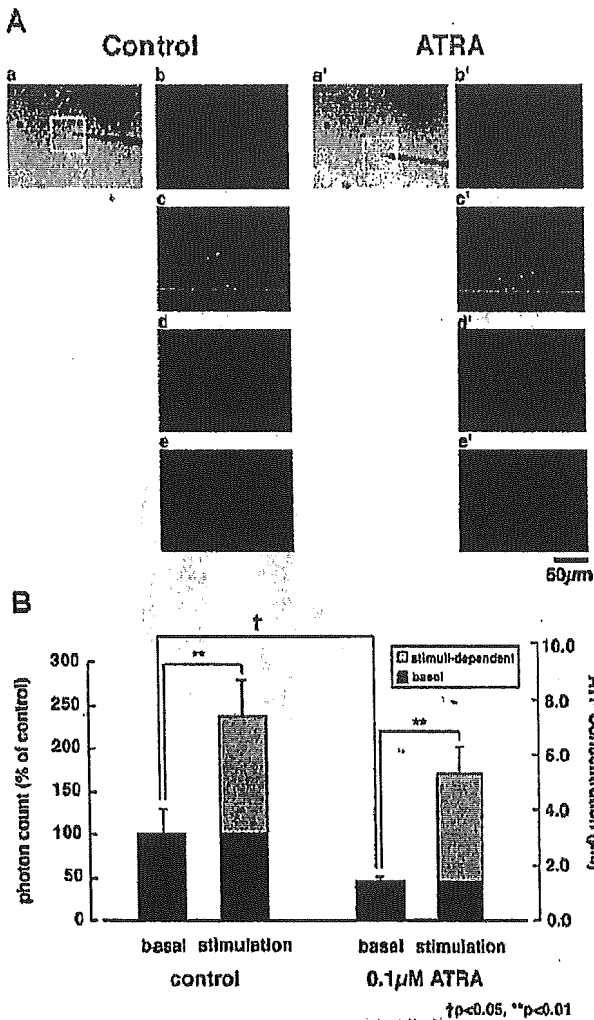 A
Control
ATRA
a
b
a'
b'
c
c'
d
d'
e
e'
50µm
B
†
**
**
stimuli-dependent
basal
photon count (% of control)
300
250
200
150
100
50
0
10.0
8.0
6.0
4.0
2.0
0.0
basal stimulation
basal stimulation
control
0.1µM ATRA
†p<0.05, **p<0.01